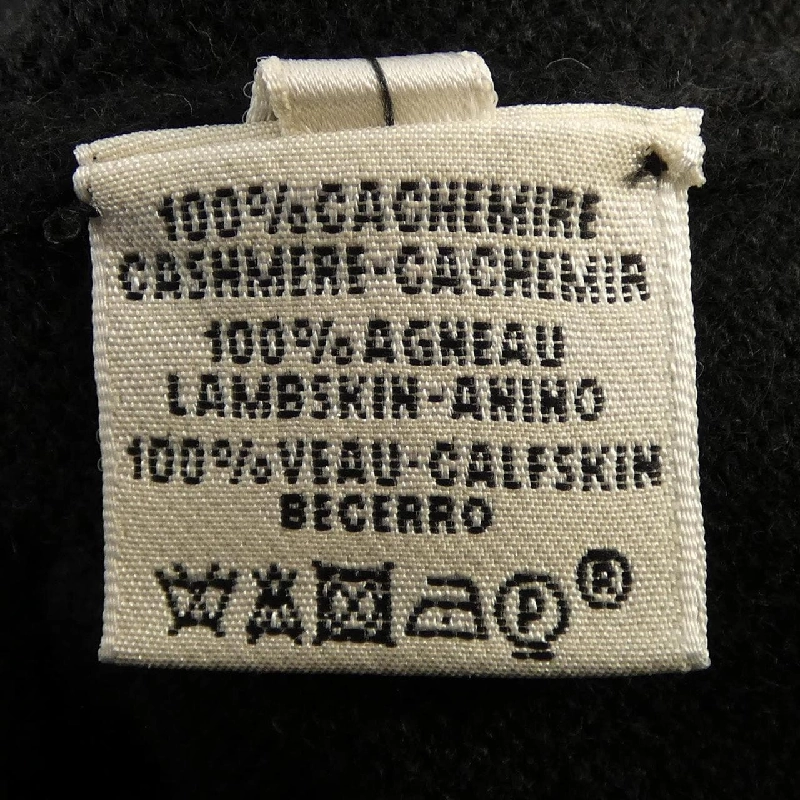 100%CACHEMIRE
CASHMERE-CACHEMIR
100%AGNEAU
LAMBSKIN-ANINO
100%VEAU-CALFSKIN
BECERRO
P ®